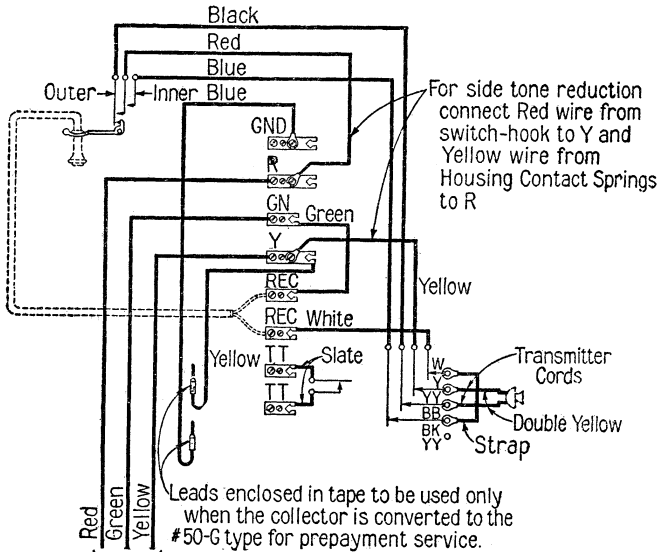 Black
Red
Blue
Outer
Inner Blue
For side tone reduction
connect Red wire from
switch-hook to Y and
Yellow wire from
Housing Contact Springs
to R
GND
R
GN
Green
Y
Yellow
REC
REC
White
Yellow
TT
Slate
TT
W
Y
YY
BB
BK
YY
Transmitter
Cords
Double Yellow
Strap
Leads enclosed in tape to be used only
when the collector is converted to the
#50-G type for prepayment service.
Red
Green
Yellow